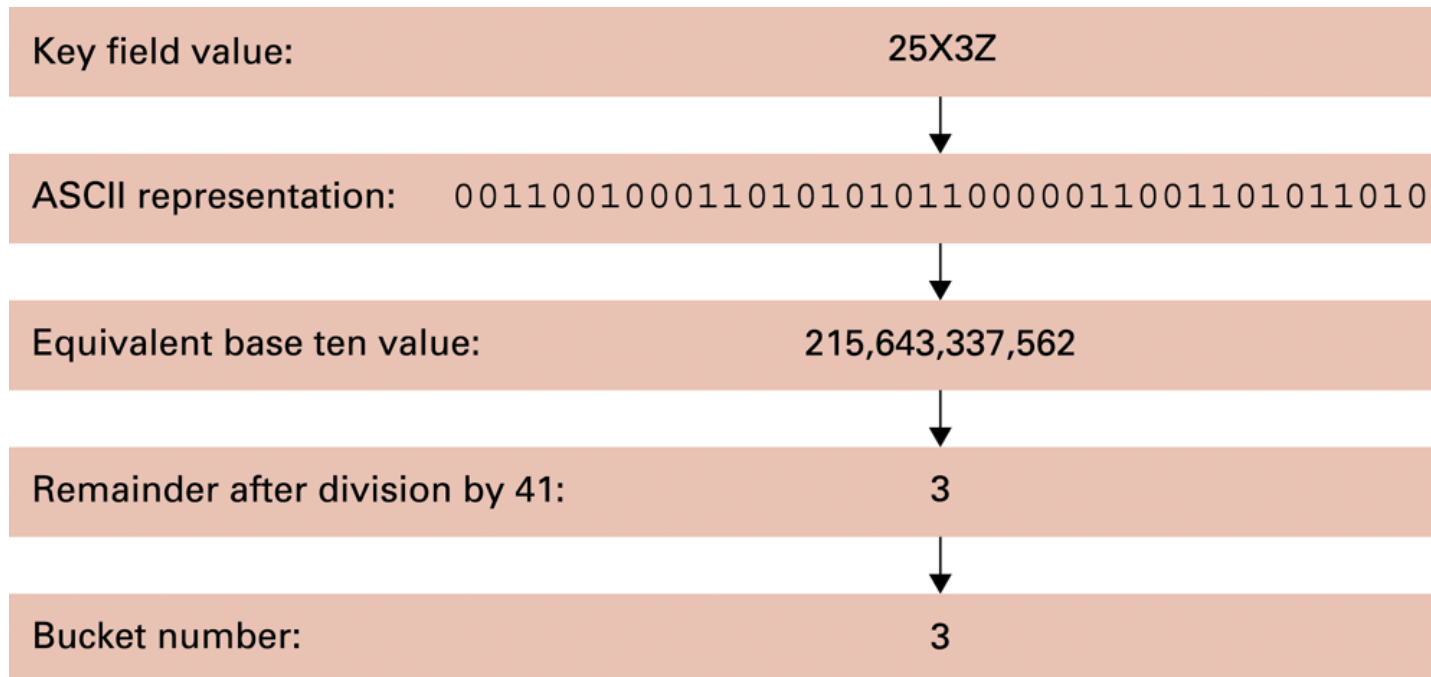 Key field value: 25X3Z
ASCII representation: 0011001000110101010110000011001101011010
Equivalent base ten value: 215,643,337,562
Remainder after division by 41: 3
Bucket number: 3